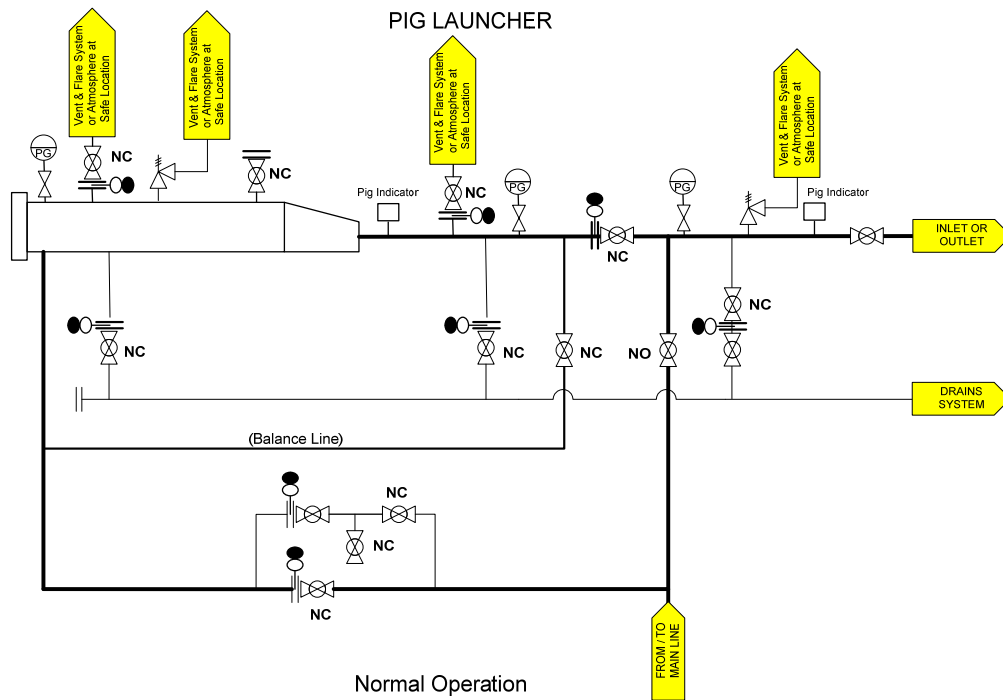 PIG LAUNCHER
Vent & Flare System
or Atmosphere at
Safe Location
Vent & Flare System
or Atmosphere at
Safe Location
Vent & Flare System
or Atmosphere at
Safe Location
Vent & Flare System
or Atmosphere at
Safe Location
PG
NC
NC
Pig Indicator
PG
NC
PG
Pig Indicator
INLET OR
OUTLET
NC
NC
NC
NC
NC
NO
DRAINS
SYSTEM
(Balance Line)
NC
NC
NC
FROM / TO
MAIN LINE
Normal Operation